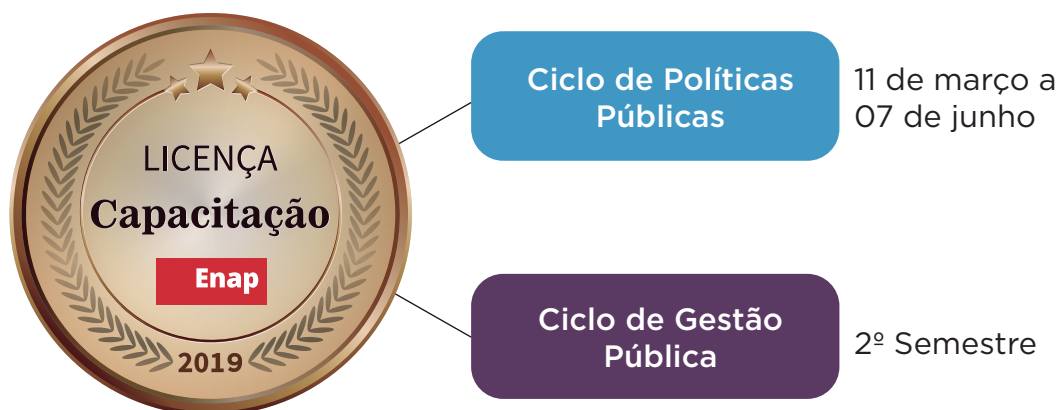 LICENÇA
Capacitação
Enap
2019
Ciclo de Políticas
Públicas
11 de março a
07 de junho
Ciclo de Gestão
Pública
2º Semestre